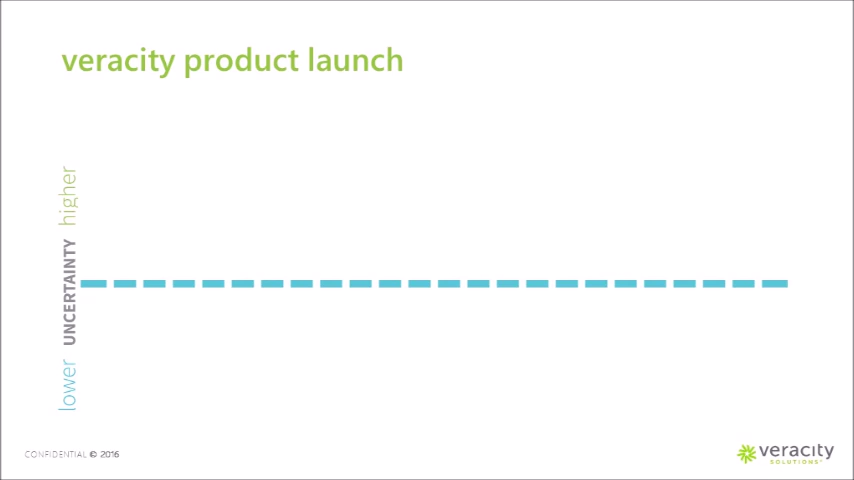 veracity product launch
higher
UNCERTAINTY
lower
CONFIDENTIAL © 2016
veracity
SOLUTIONS